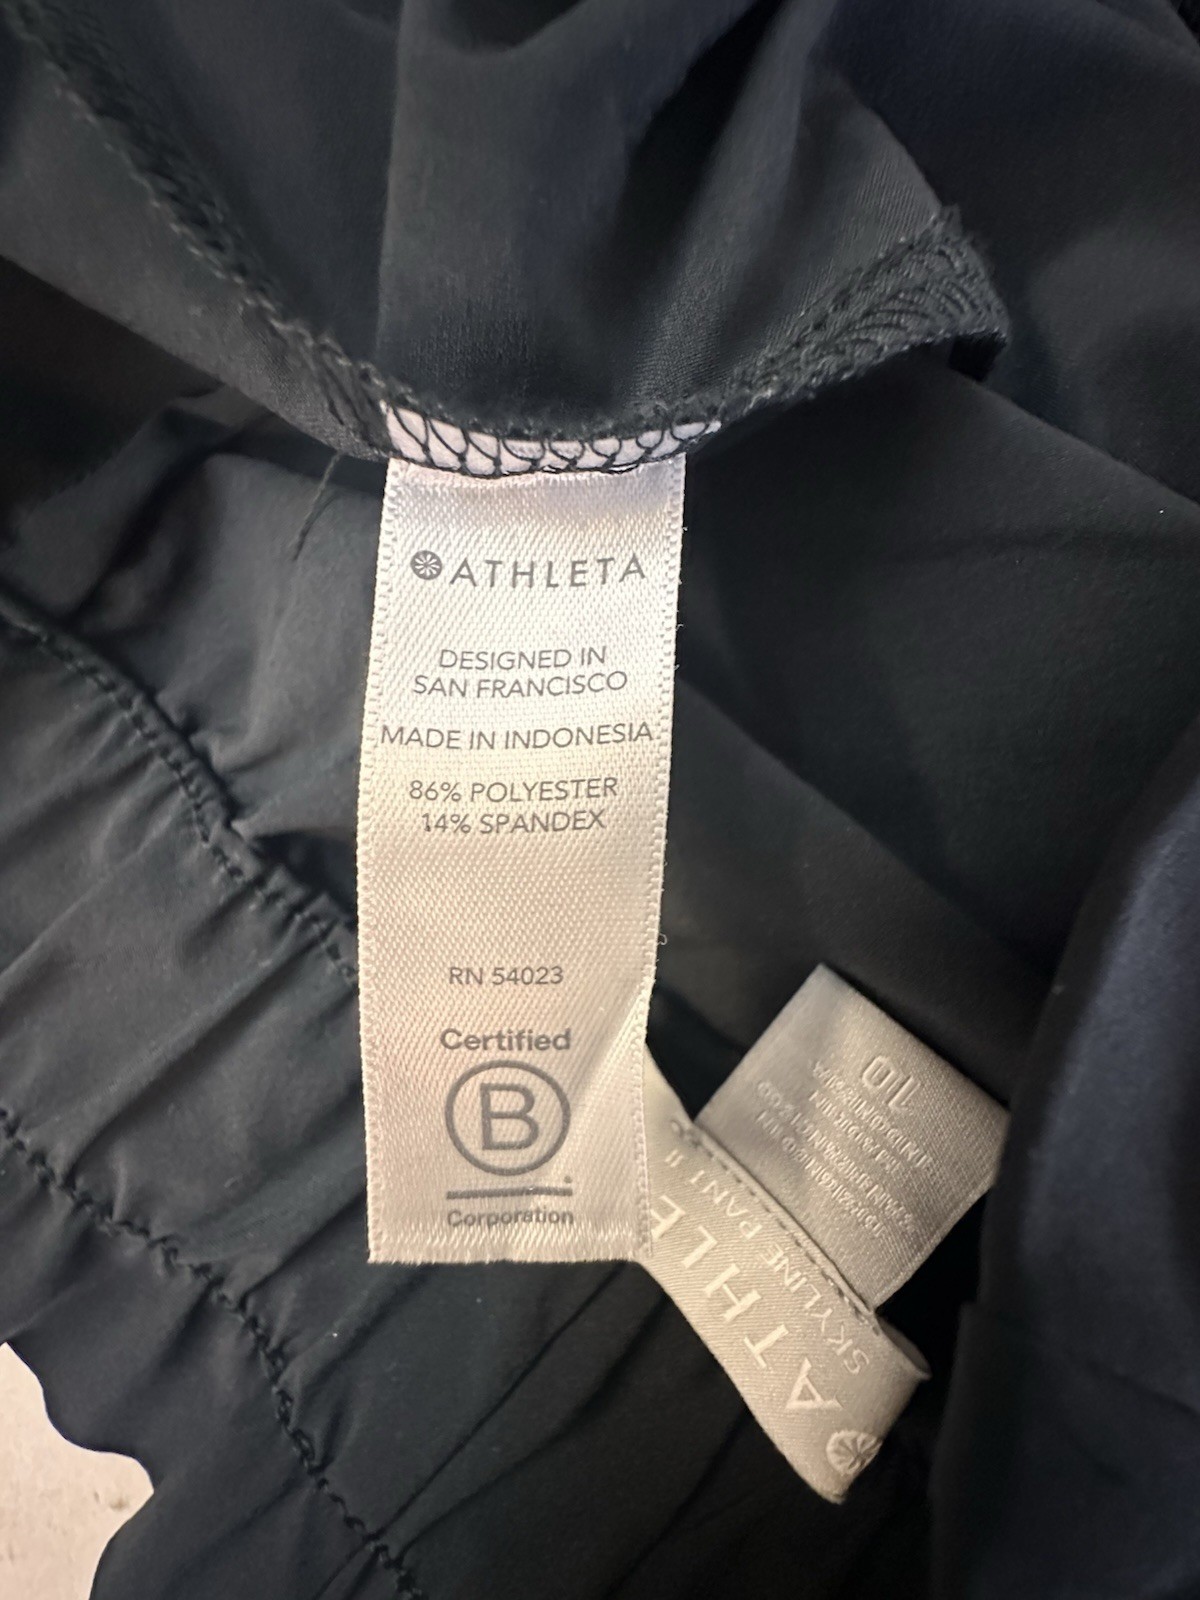 ATHLETA
DESIGNED IN
SAN FRANCISCO
MADE IN INDONESIA
86% POLYESTER
14% SPANDEX
RN 54023
Certified
B
Corporation
ATHLE
SKYLINE PANT II
10